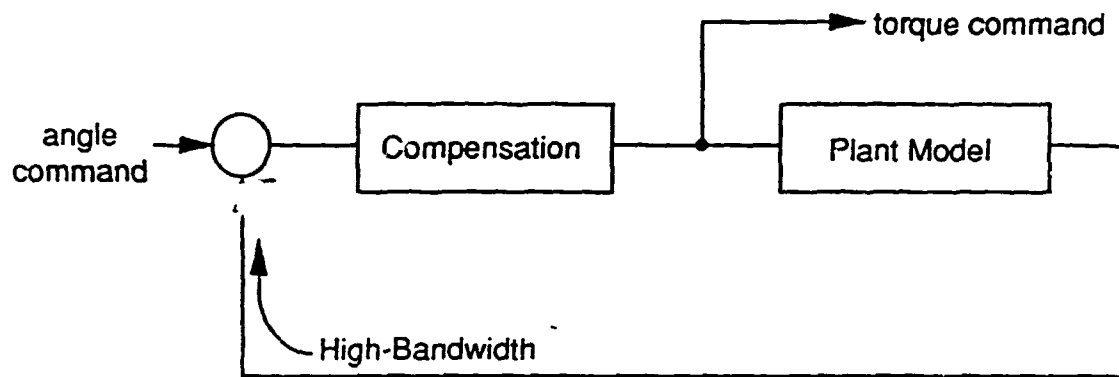 torque command
angle
command
Compensation
Plant Model
High-Bandwidth